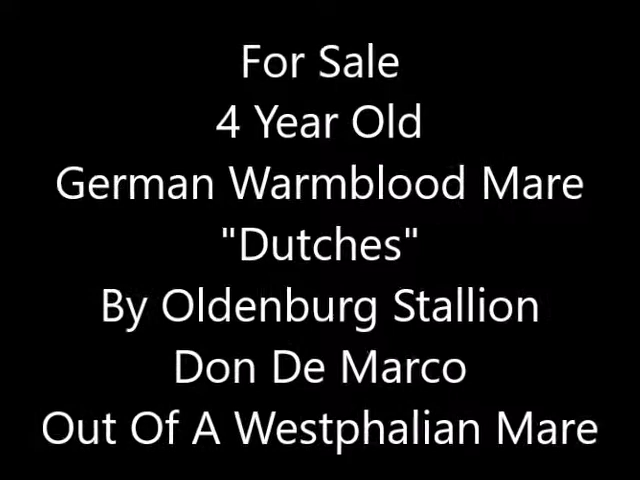 For Sale
4 Year Old
German Warmblood Mare
"Dutches"
By Oldenburg Stallion
Don De Marco
Out Of A Westphalian Mare